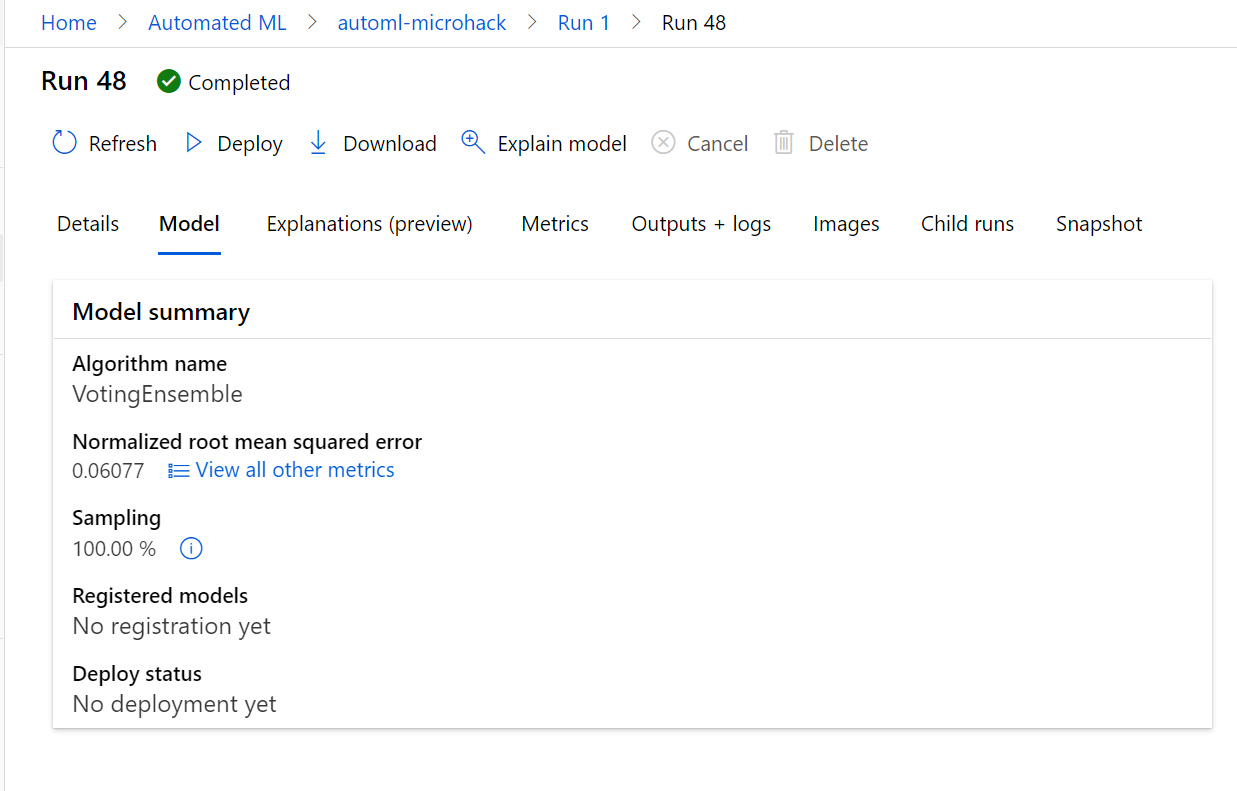 Home > Automated ML > automl-microhack > Run 1 > Run 48
Run 48 Completed
Refresh Deploy Download Explain model Cancel Delete
Details Model Explanations (preview) Metrics Outputs + logs Images Child runs Snapshot
Model summary
Algorithm name
VotingEnsemble
Normalized root mean squared error
0.06077 View all other metrics
Sampling
100.00 %
Registered models
No registration yet
Deploy status
No deployment yet